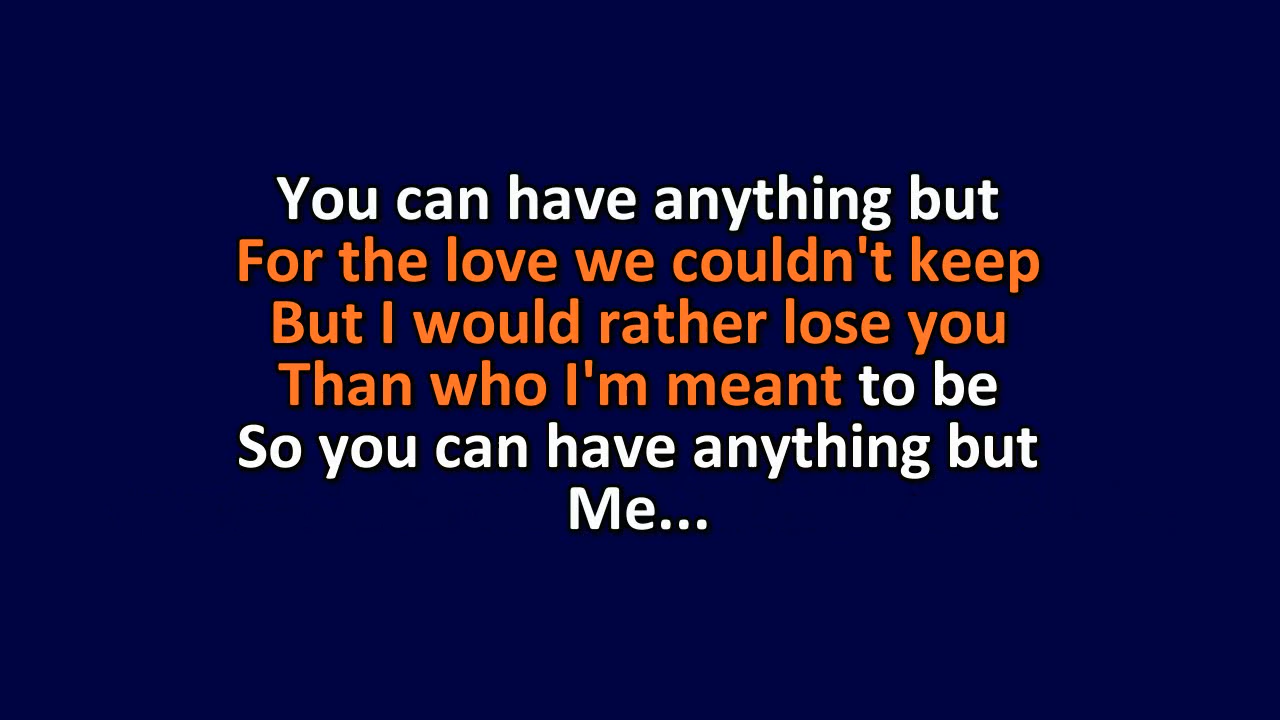 You can have anything but
For the love we couldn't keep
But I would rather lose you
Than who I'm meant to be
So you can have anything but
Me...